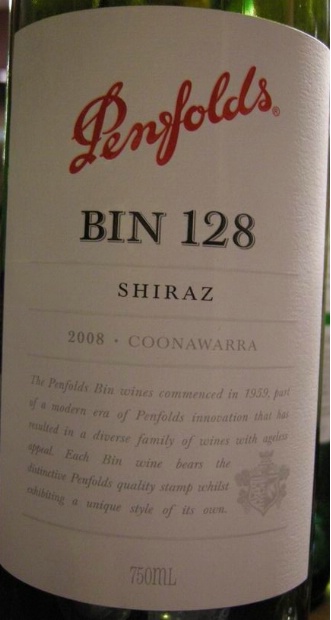 Penfolds®
BIN 128
SHIRAZ
2008 • COONAWARRA
The Penfolds Bin wines commenced in 1959, part
of a modern era of Penfolds innovation that has
resulted in a diverse family of wines with ageless
appeal. Each Bin wine bears the
distinctive Penfolds quality stamp whilst
exhibiting a unique style of its own.
750ML